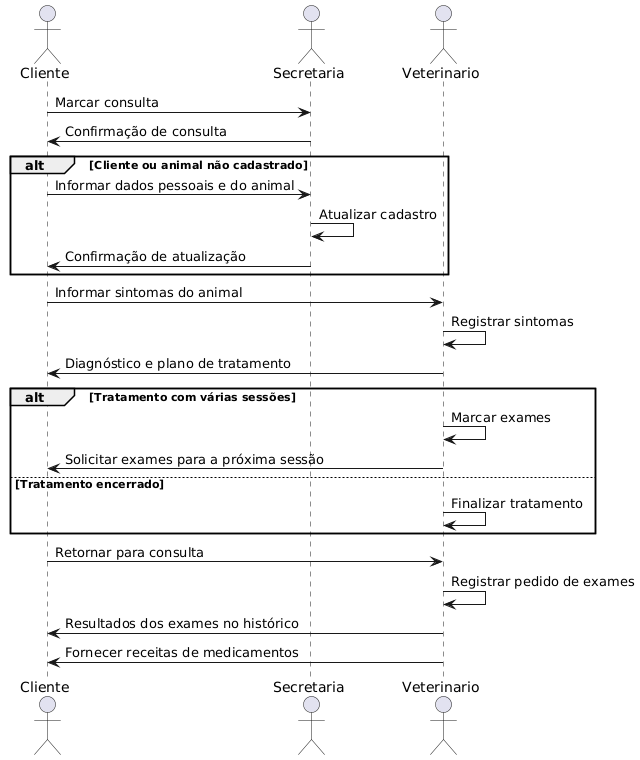 Cliente Secretaria Veterinario
Marcar consulta
Confirmação de consulta
alt [Cliente ou animal não cadastrado]
Informar dados pessoais e do animal
Atualizar cadastro
Confirmação de atualização
Informar sintomas do animal
Registrar sintomas
Diagnóstico e plano de tratamento
alt [Tratamento com várias sessões]
Marcar exames
Solicitar exames para a próxima sessão
[Tratamento encerrado]
Finalizar tratamento
Retornar para consulta
Registrar pedido de exames
Resultados dos exames no histórico
Fornecer receitas de medicamentos
Cliente Secretaria Veterinario